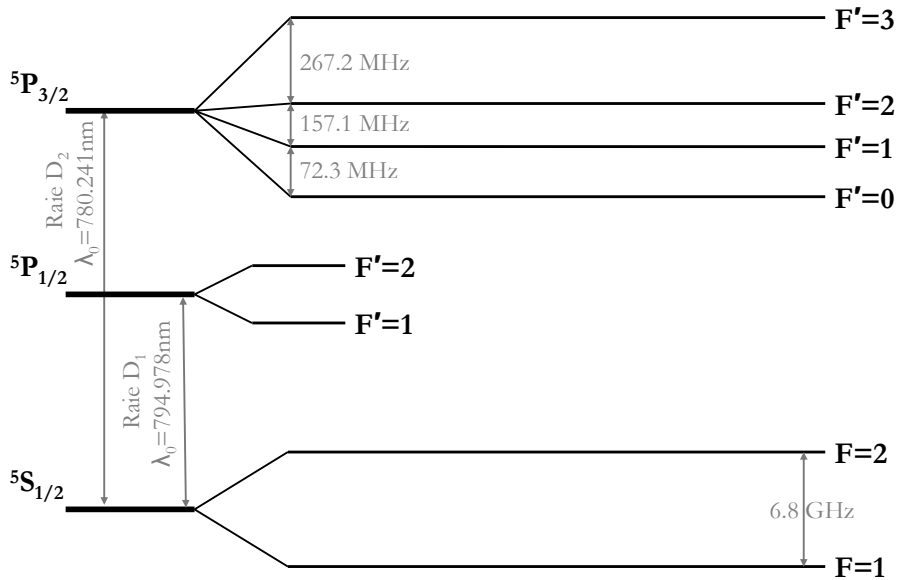 F'=3
267.2 MHz
⁵P₃/₂
F'=2
157.1 MHz
F'=1
72.3 MHz
F'=0
Raie D₂
λ₀=780.241nm
⁵P₁/₂
F'=2
F'=1
Raie D₁
λ₀=794.978nm
F=2
⁵S₁/₂
6.8 GHz
F=1